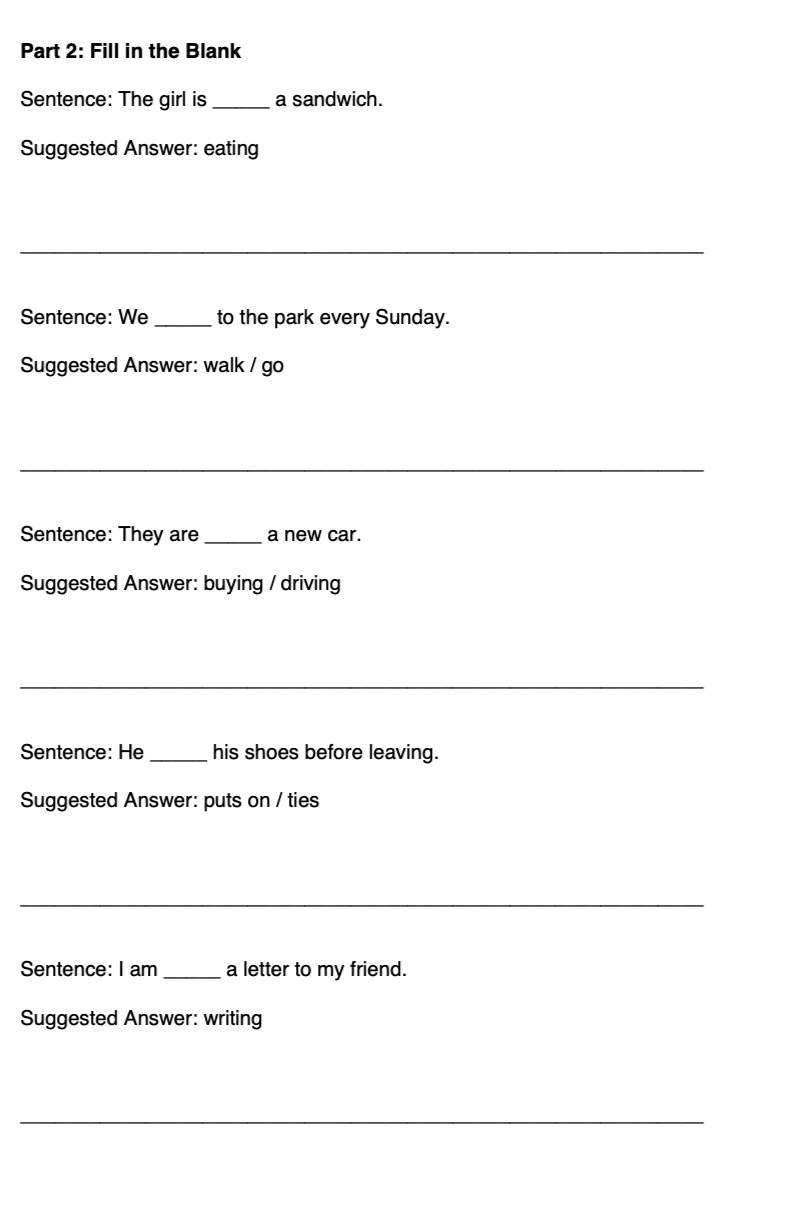 Part 2: Fill in the Blank
Sentence: The girl is _____ a sandwich.
Suggested Answer: eating
Sentence: We _____ to the park every Sunday.
Suggested Answer: walk / go
Sentence: They are _____ a new car.
Suggested Answer: buying / driving
Sentence: He _____ his shoes before leaving.
Suggested Answer: puts on / ties
Sentence: I am _____ a letter to my friend.
Suggested Answer: writing